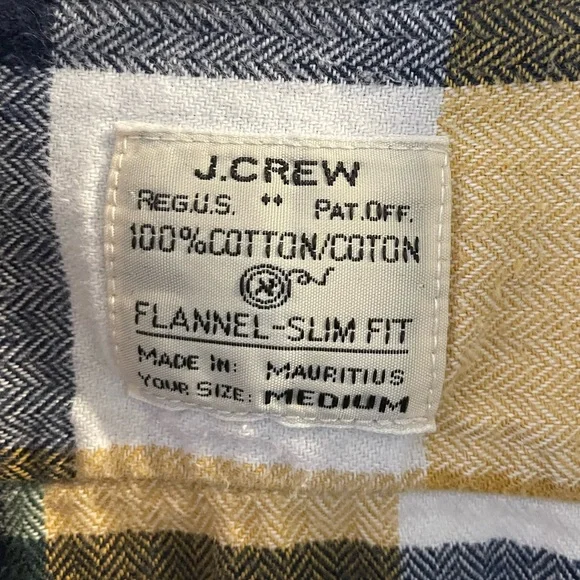 J.CREW
REG.U.S. PAT.OFF.
100%COTTON/COTON
FLANNEL-SLIM FIT
MADE IN: MAURITIUS
YOUR SIZE: MEDIUM